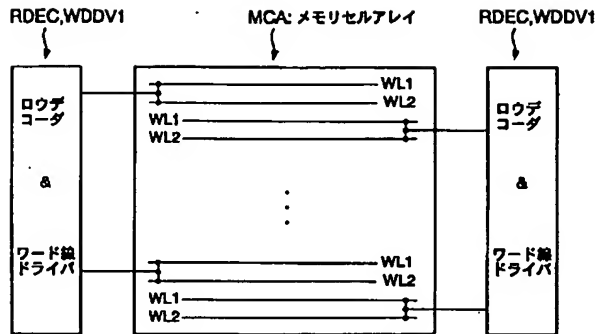 RDEC,WDDV1
MCA: メモリセルアレイ
RDEC,WDDV1
ロウデ
コーダ
&
ワード線
ドライバ
WL1
WL2
WL1
WL2
WL1
WL2
WL1
WL2
ロウデ
コーダ
&
ワード線
ドライバ